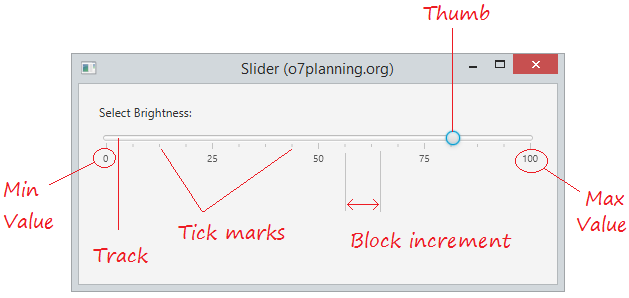 Thumb
Slider (o7planning.org)
Select Brightness:
0 25 50 75 100
Min
Value
Max
Value
Track
Tick marks
Block increment